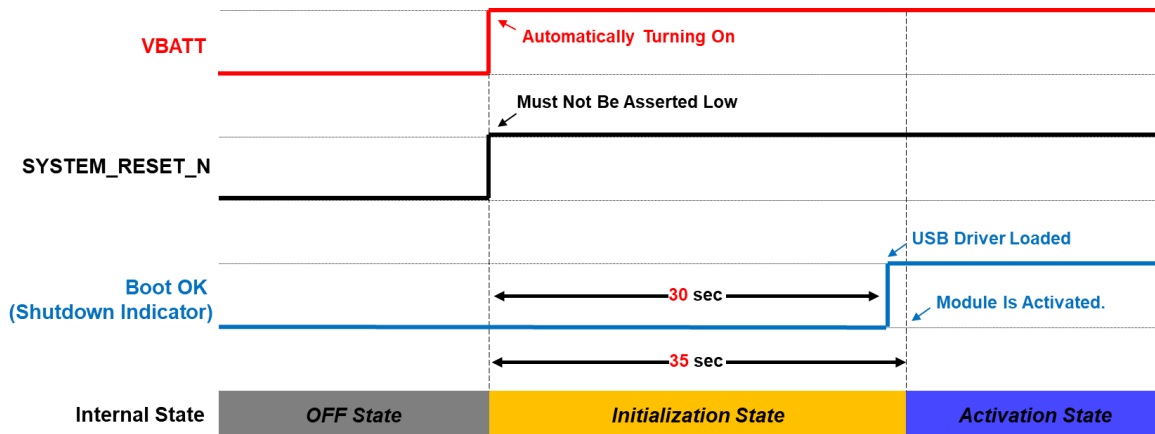 VBATT
Automatically Turning On
Must Not Be Asserted Low
SYSTEM_RESET_N
USB Driver Loaded
Boot OK
(Shutdown Indicator)
30 sec
Module Is Activated.
35 sec
Internal State
OFF State
Initialization State
Activation State